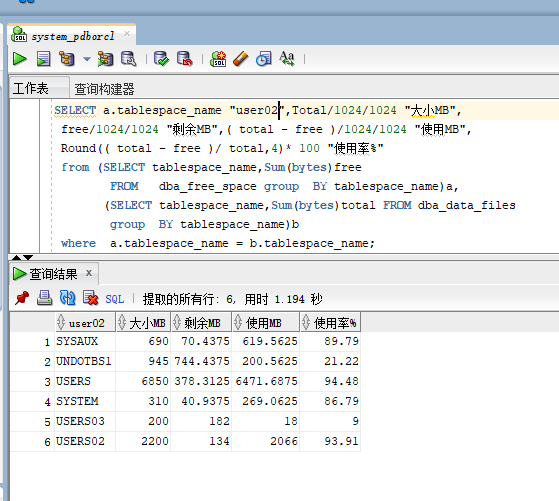 system_pdborcl
工作表 查询构建器
SELECT a.tablespace_name "user02",Total/1024/1024 "大小MB",
free/1024/1024 "剩余MB",( total - free )/1024/1024 "使用MB",
Round(( total - free )/ total,4)* 100 "使用率%"
from (SELECT tablespace_name,Sum(bytes)free
FROM dba_free_space group BY tablespace_name)a,
(SELECT tablespace_name,Sum(bytes)total FROM dba_data_files
group BY tablespace_name)b
where a.tablespace_name = b.tablespace_name;
查询结果 x
SQL | 提取的所有行: 6, 用时 1.194 秒
user02 大小MB 剩余MB 使用MB 使用率%
1 SYSAUX 690 70.4375 619.5625 89.79
2 UNDOTBS1 945 744.4375 200.5625 21.22
3 USERS 6850 378.3125 6471.6875 94.48
4 SYSTEM 310 40.9375 269.0625 86.79
5 USERS03 200 182 18 9
6 USERS02 2200 134 2066 93.91